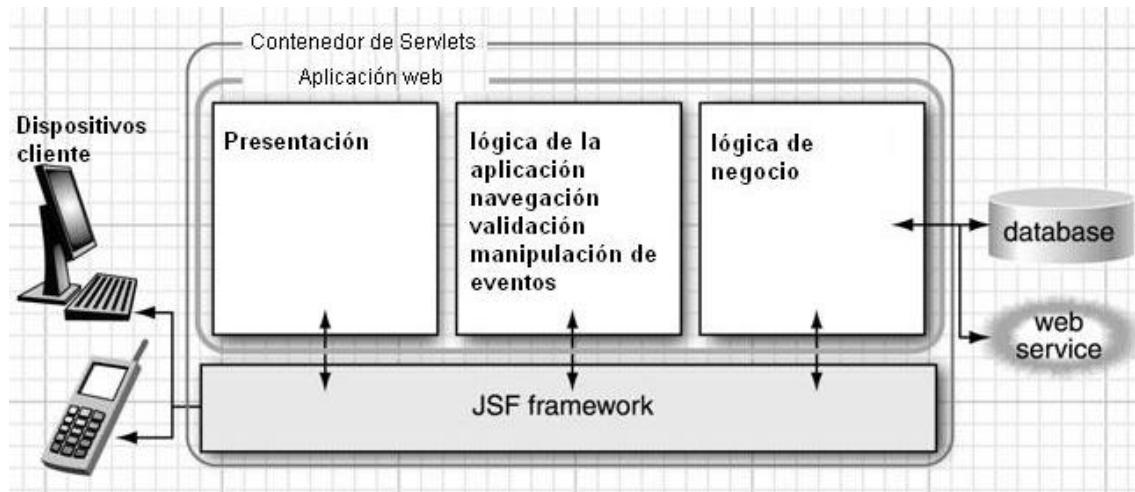 Contenedor de Servlets
Aplicación web
Dispositivos
cliente
Presentación
lógica de la
aplicación
navegación
validación
manipulación de
eventos
lógica de
negocio
database
web
service
JSF framework